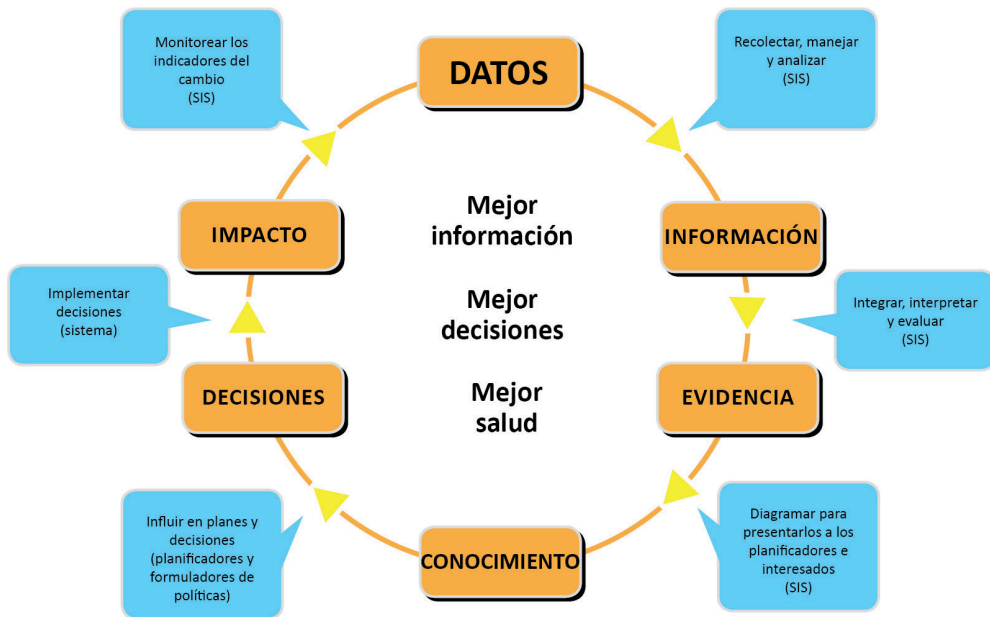 DATOS
Recolectar, manejar
y analizar
(SIS)
INFORMACIÓN
Integrar, interpretar
y evaluar
(SIS)
EVIDENCIA
Diagramar para
presentarlos a los
planificadores e
interesados
(SIS)
CONOCIMIENTO
Influir en planes y
decisiones
(planificadores y
formuladores de
políticas)
DECISIONES
Implementar
decisiones
(sistema)
IMPACTO
Monitorear los
indicadores del
cambio
(SIS)
Mejor
información
Mejor
decisiones
Mejor
salud